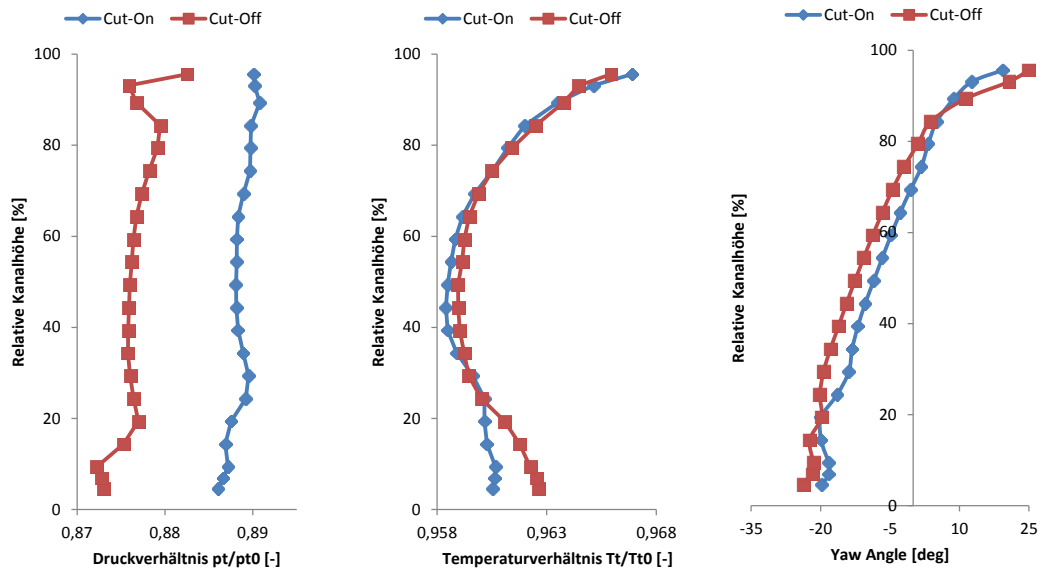 Cut-On Cut-Off
100
80
60
40
20
0
Relative Kanalhöhe [%]
0,87 0,88 0,89
Druckverhältnis pt/pt0 [-]
Cut-On Cut-Off
100
80
60
40
20
0
Relative Kanalhöhe [%]
0,958 0,963 0,968
Temperaturverhältnis Tt/Tt0 [-]
Cut-On Cut-Off
100
80
60
40
20
0
Relative Kanalhöhe [%]
-35 -20 -5 10 25
Yaw Angle [deg]